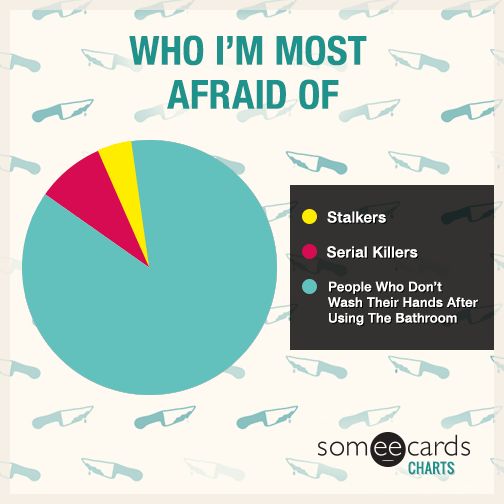 WHO I'M MOST
AFRAID OF
Stalkers
Serial Killers
People Who Don't
Wash Their Hands After
Using The Bathroom
someecards
CHARTS